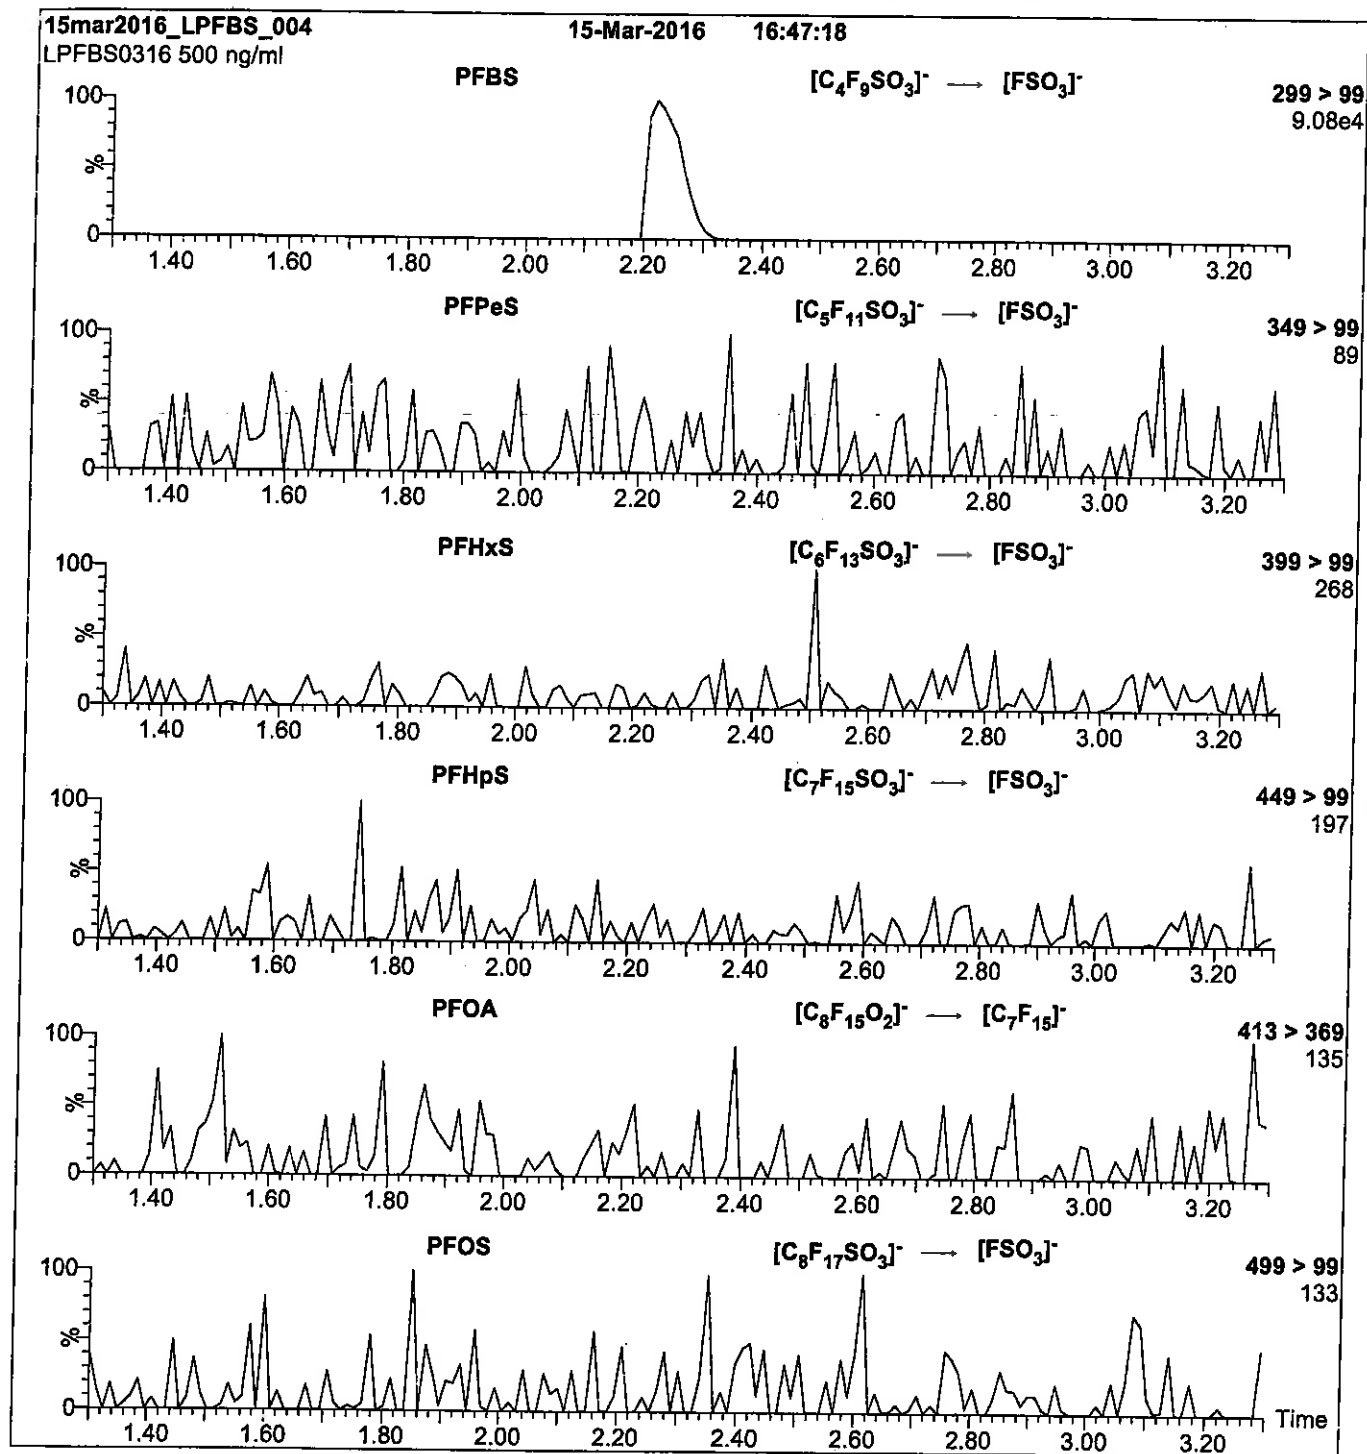 15mar2016_LPFBS_004 15-Mar-2016 16:47:18
LPFBS0316 500 ng/ml
PFBS [C₄F₉SO₃]⁻ → [FSO₃]⁻ 299 > 99
9.08e4
100
%
0
1.40 1.60 1.80 2.00 2.20 2.40 2.60 2.80 3.00 3.20
PFPeS [C₅F₁₁SO₃]⁻ → [FSO₃]⁻ 349 > 99
89
100
%
0
1.40 1.60 1.80 2.00 2.20 2.40 2.60 2.80 3.00 3.20
PFHxS [C₆F₁₃SO₃]⁻ → [FSO₃]⁻ 399 > 99
268
100
%
0
1.40 1.60 1.80 2.00 2.20 2.40 2.60 2.80 3.00 3.20
PFHpS [C₇F₁₅SO₃]⁻ → [FSO₃]⁻ 449 > 99
197
100
%
0
1.40 1.60 1.80 2.00 2.20 2.40 2.60 2.80 3.00 3.20
PFOA [C₈F₁₅O₂]⁻ → [C₇F₁₅]⁻ 413 > 369
135
100
%
0
1.40 1.60 1.80 2.00 2.20 2.40 2.60 2.80 3.00 3.20
PFOS [C₈F₁₇SO₃]⁻ → [FSO₃]⁻ 499 > 99
133
100
%
0
Time
1.40 1.60 1.80 2.00 2.20 2.40 2.60 2.80 3.00 3.20